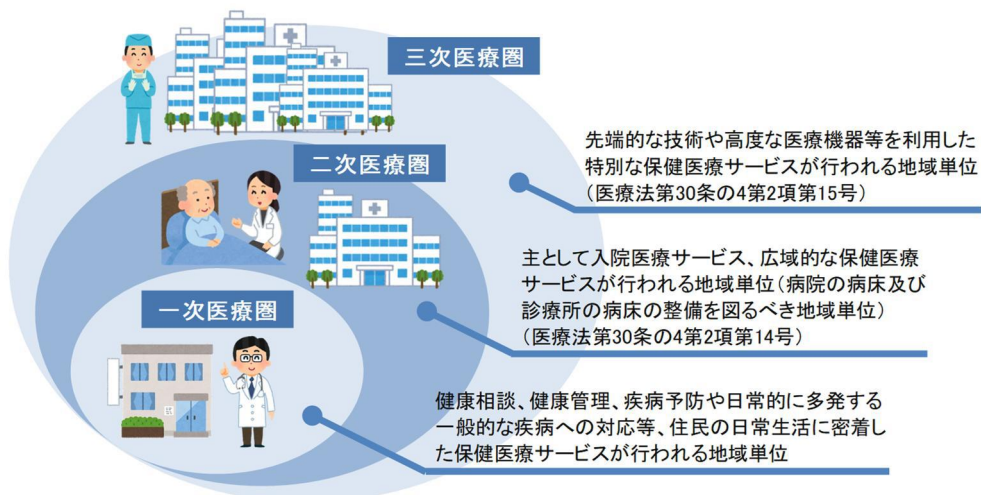 三次医療圏
先端的な技術や高度な医療機器等を利用した
特別な保健医療サービスが行われる地域単位
（医療法第30条の4第2項第15号）
二次医療圏
主として入院医療サービス、広域的な保健医療
サービスが行われる地域単位（病院の病床及び
診療所の病床の整備を図るべき地域単位）
（医療法第30条の4第2項第14号）
一次医療圏
健康相談、健康管理、疾病予防や日常的に多発する
一般的な疾病への対応等、住民の日常生活に密着し
た保健医療サービスが行われる地域単位